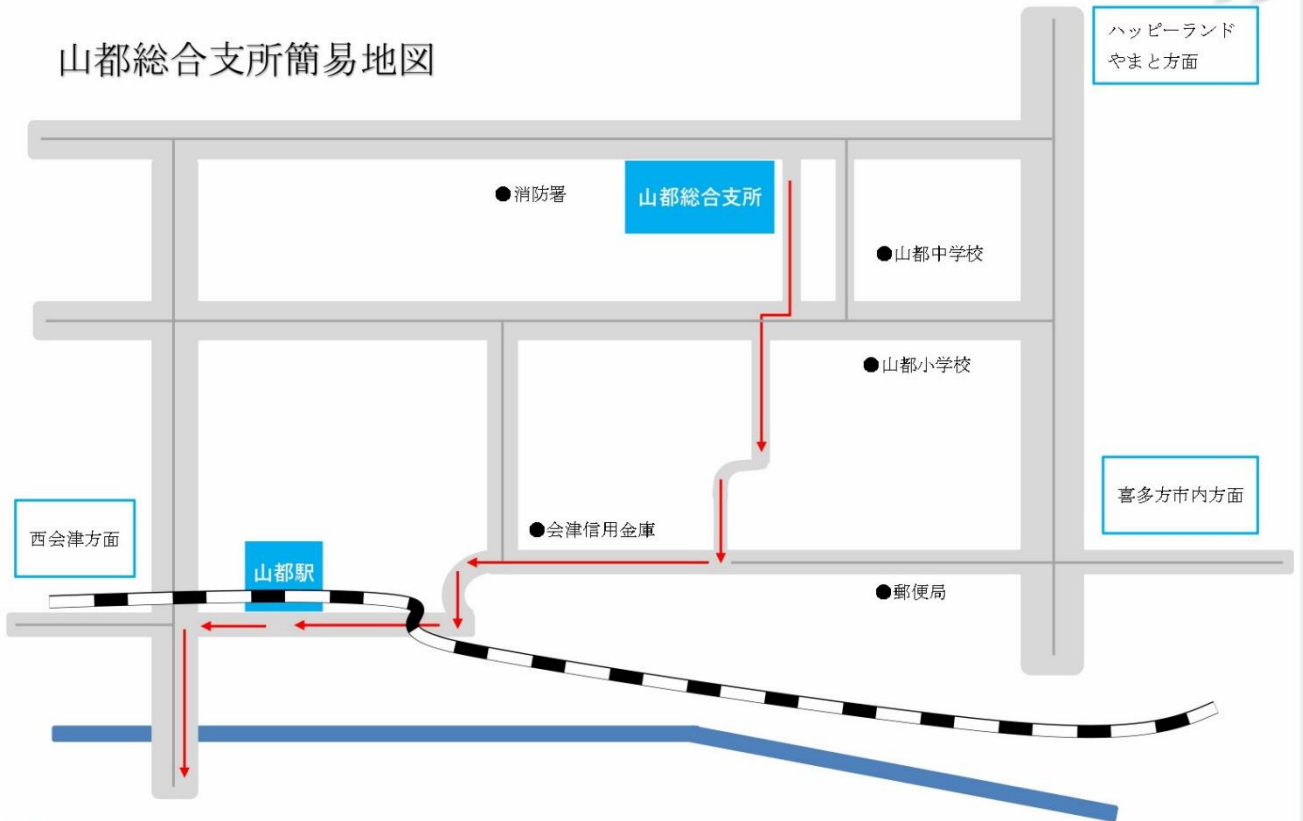 山都総合支所簡易地図
ハッピーランド
やまと方面
●消防署
山都総合支所
●山都中学校
●山都小学校
喜多方市内方面
西会津方面
●会津信用金庫
山都駅
●郵便局